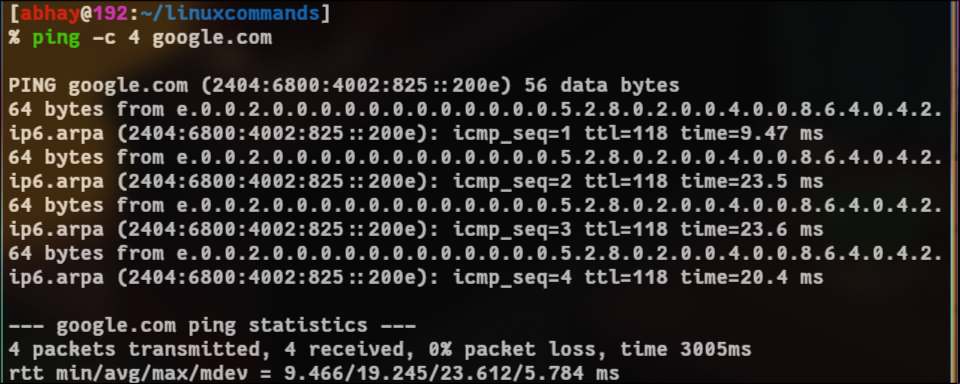 [abhay@192:~/linuxcommands]
% ping -c 4 google.com
PING google.com (2404:6800:4002:825::200e) 56 data bytes
64 bytes from e.0.0.2.0.0.0.0.0.0.0.0.0.0.0.0.5.2.8.0.2.0.0.4.0.0.8.6.4.0.4.2.
ip6.arpa (2404:6800:4002:825::200e): icmp_seq=1 ttl=118 time=9.47 ms
64 bytes from e.0.0.2.0.0.0.0.0.0.0.0.0.0.0.0.5.2.8.0.2.0.0.4.0.0.8.6.4.0.4.2.
ip6.arpa (2404:6800:4002:825::200e): icmp_seq=2 ttl=118 time=23.5 ms
64 bytes from e.0.0.2.0.0.0.0.0.0.0.0.0.0.0.0.5.2.8.0.2.0.0.4.0.0.8.6.4.0.4.2.
ip6.arpa (2404:6800:4002:825::200e): icmp_seq=3 ttl=118 time=23.6 ms
64 bytes from e.0.0.2.0.0.0.0.0.0.0.0.0.0.0.0.5.2.8.0.2.0.0.4.0.0.8.6.4.0.4.2.
ip6.arpa (2404:6800:4002:825::200e): icmp_seq=4 ttl=118 time=20.4 ms
--- google.com ping statistics ---
4 packets transmitted, 4 received, 0% packet loss, time 3005ms
rtt min/avg/max/mdev = 9.466/19.245/23.612/5.784 ms